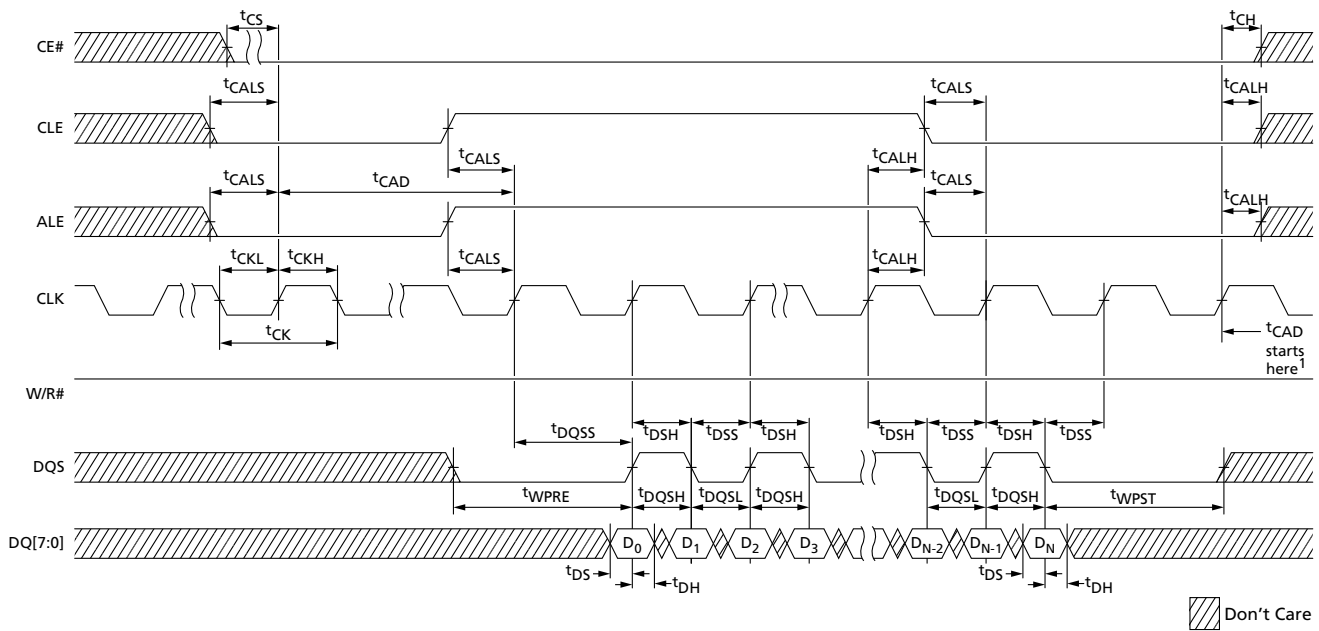 tCS
tCH
CE#
tCALS
tCALS
tCALH
CLE
tCALS
tCALH
tCALS
tCAD
tCALS
tCALH
ALE
tCKL
tCKH
tCALS
tCALH
CLK
tCK
tCAD
starts
here1
W/R#
tDQSS
tDSH
tDSS
tDSH
tDSH
tDSS
tDSH
tDSS
DQS
tWPRE
tDQSH
tDQSL
tDQSH
tDQSL
tDQSH
tWPST
DQ[7:0]
D0
D1
D2
D3
DN-2
DN-1
DN
tDS
tDH
tDS
tDH
Don't Care